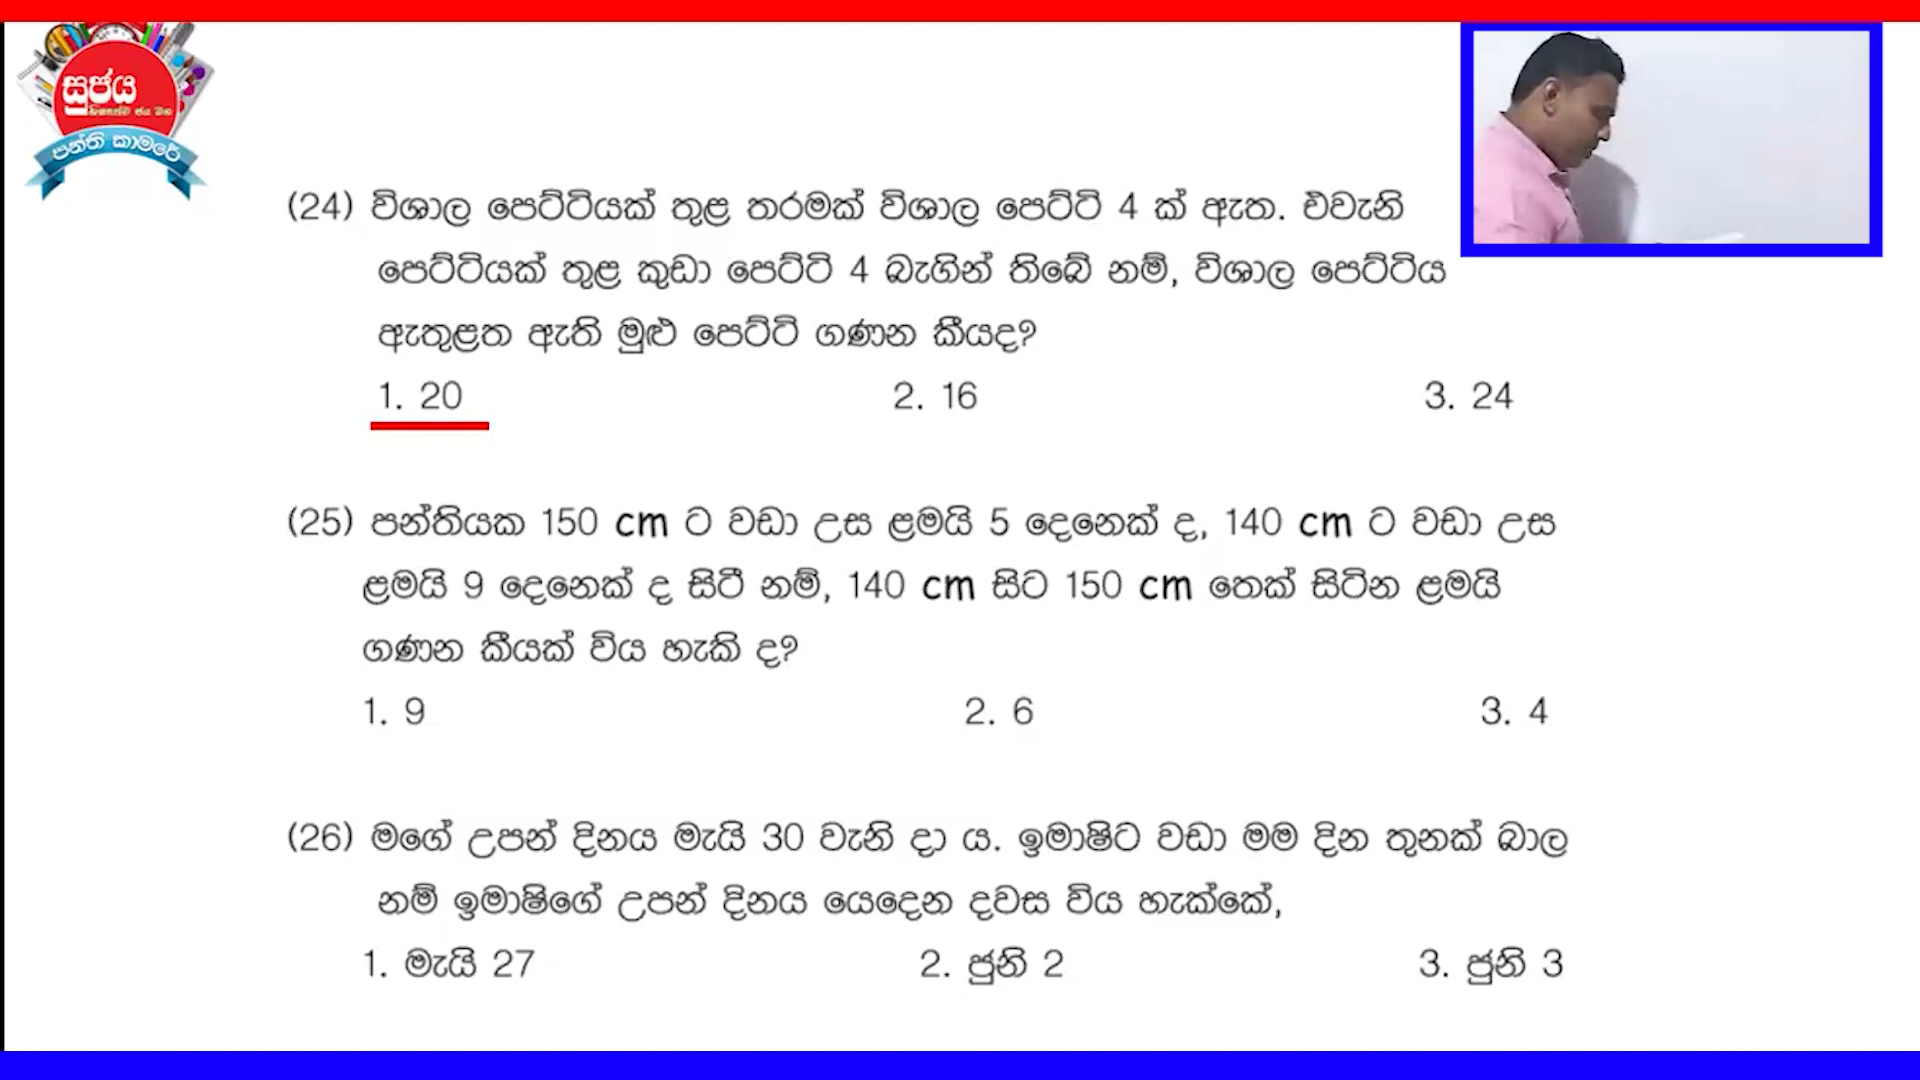 සුජය
පන්ති කාමරේ
(24) විශාල පෙට්ටියක් තුළ තරමක් විශාල පෙට්ටි 4 ක් ඇත. එවැනි
පෙට්ටියක් තුළ කුඩා පෙට්ටි 4 බැගින් තිබේ නම්, විශාල පෙට්ටිය
ඇතුළත ඇති මුළු පෙට්ටි ගණන කීයද?
1. 20 2. 16 3. 24
(25) පන්තියක 150 cm ට වඩා උස ළමයි 5 දෙනෙක් ද, 140 cm ට වඩා උස
ළමයි 9 දෙනෙක් ද සිටී නම්, 140 cm සිට 150 cm තෙක් සිටින ළමයි
ගණන කීයක් විය හැකි ද?
1. 9 2. 6 3. 4
(26) මගේ උපන් දිනය මැයි 30 වැනි දා ය. ඉමාෂිට වඩා මම දින තුනක් බාල
නම් ඉමාෂිගේ උපන් දිනය යෙදෙන දවස විය හැක්කේ,
1. මැයි 27 2. ජුනි 2 3. ජුනි 3